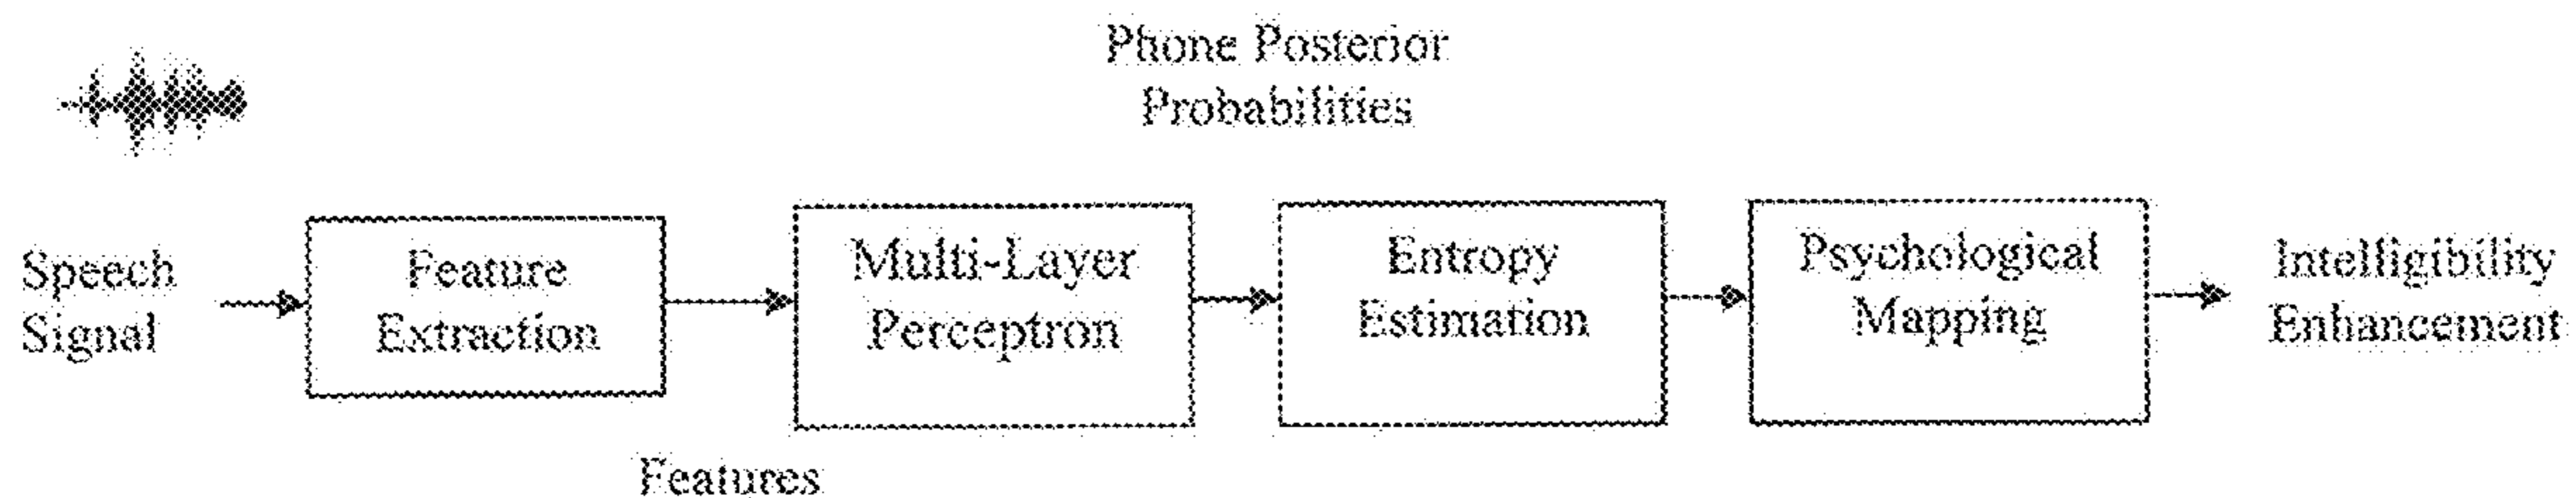 Phone Posterior
Probabilities
Speech
Signal
Feature
Extraction
Multi-Layer
Perceptron
Entropy
Estimation
Psychological
Mapping
Intelligibility
Enhancement
Features